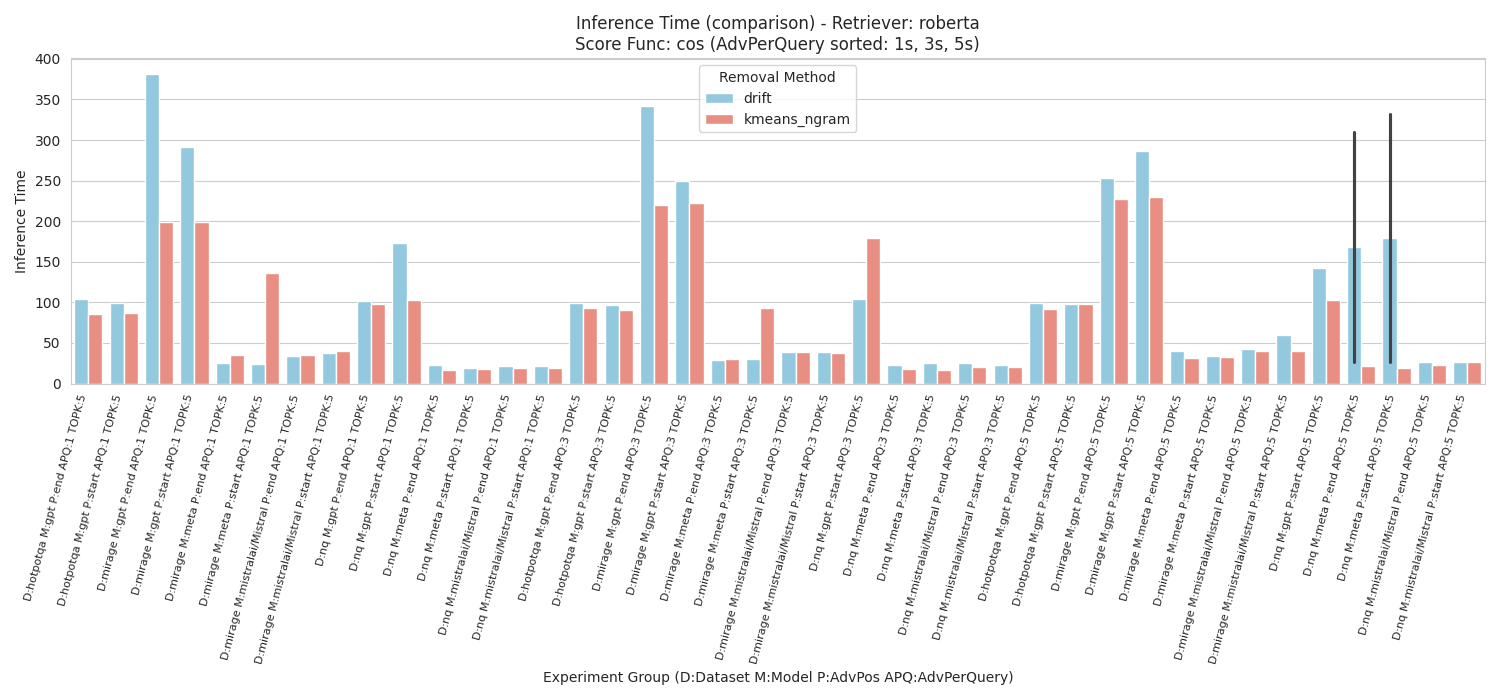 Inference Time (comparison) - Retriever: roberta
Score Func: cos (AdvPerQuery sorted: 1s, 3s, 5s)
Inference Time
400
350
300
250
200
150
100
50
0
Removal Method
drift
kmeans_ngram
D:hotpotqa M:gpt P:end APQ:1 TOPK:5
D:hotpotqa M:gpt P:start APQ:1 TOPK:5
D:mirage M:gpt P:end APQ:1 TOPK:5
D:mirage M:gpt P:start APQ:1 TOPK:5
D:mirage M:meta P:end APQ:1 TOPK:5
D:mirage M:meta P:start APQ:1 TOPK:5
D:mirage M:mistralai/Mistral P:end APQ:1 TOPK:5
D:mirage M:mistralai/Mistral P:start APQ:1 TOPK:5
D:nq M:gpt P:end APQ:1 TOPK:5
D:nq M:gpt P:start APQ:1 TOPK:5
D:nq M:meta P:end APQ:1 TOPK:5
D:nq M:meta P:start APQ:1 TOPK:5
D:nq M:mistralai/Mistral P:end APQ:1 TOPK:5
D:nq M:mistralai/Mistral P:start APQ:1 TOPK:5
D:hotpotqa M:gpt P:end APQ:3 TOPK:5
D:hotpotqa M:gpt P:start APQ:3 TOPK:5
D:mirage M:gpt P:end APQ:3 TOPK:5
D:mirage M:gpt P:start APQ:3 TOPK:5
D:mirage M:meta P:end APQ:3 TOPK:5
D:mirage M:meta P:start APQ:3 TOPK:5
D:mirage M:mistralai/Mistral P:end APQ:3 TOPK:5
D:mirage M:mistralai/Mistral P:start APQ:3 TOPK:5
D:nq M:gpt P:start APQ:3 TOPK:5
D:nq M:meta P:end APQ:3 TOPK:5
D:nq M:meta P:start APQ:3 TOPK:5
D:nq M:mistralai/Mistral P:end APQ:3 TOPK:5
D:nq M:mistralai/Mistral P:start APQ:3 TOPK:5
D:hotpotqa M:gpt P:end APQ:5 TOPK:5
D:hotpotqa M:gpt P:start APQ:5 TOPK:5
D:mirage M:gpt P:end APQ:5 TOPK:5
D:mirage M:gpt P:start APQ:5 TOPK:5
D:mirage M:meta P:end APQ:5 TOPK:5
D:mirage M:meta P:start APQ:5 TOPK:5
D:mirage M:mistralai/Mistral P:end APQ:5 TOPK:5
D:mirage M:mistralai/Mistral P:start APQ:5 TOPK:5
D:nq M:gpt P:start APQ:5 TOPK:5
D:nq M:meta P:end APQ:5 TOPK:5
D:nq M:meta P:start APQ:5 TOPK:5
D:nq M:mistralai/Mistral P:end APQ:5 TOPK:5
D:nq M:mistralai/Mistral P:start APQ:5 TOPK:5
Experiment Group (D:Dataset M:Model P:AdvPos APQ:AdvPerQuery)